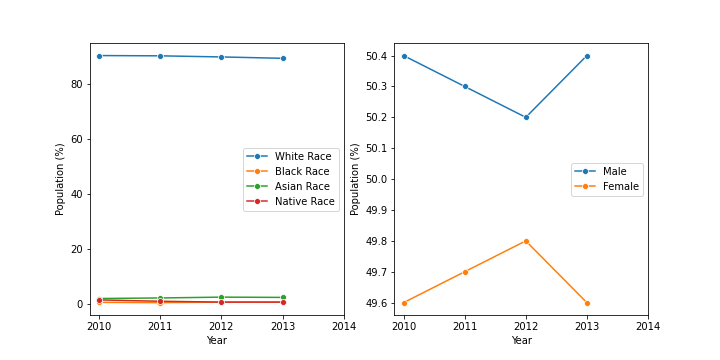 80
60
40
20
0
Population (%)
2010 2011 2012 2013 2014
Year
White Race
Black Race
Asian Race
Native Race
50.4
50.3
50.2
50.1
50.0
49.9
49.8
49.7
49.6
Population (%)
2010 2011 2012 2013 2014
Year
Male
Female